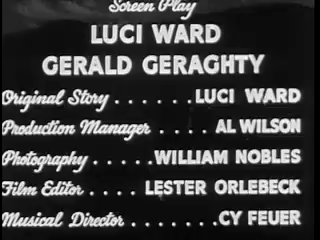 Screen Play
LUCI WARD
GERALD GERAGHTY
Original Story . . . . . . LUCI WARD
Production Manager . . . . AL WILSON
Photography . . . . . WILLIAM NOBLES
Film Editor . . . . LESTER ORLEBECK
Musical Director . . . . . . . CY FEUER